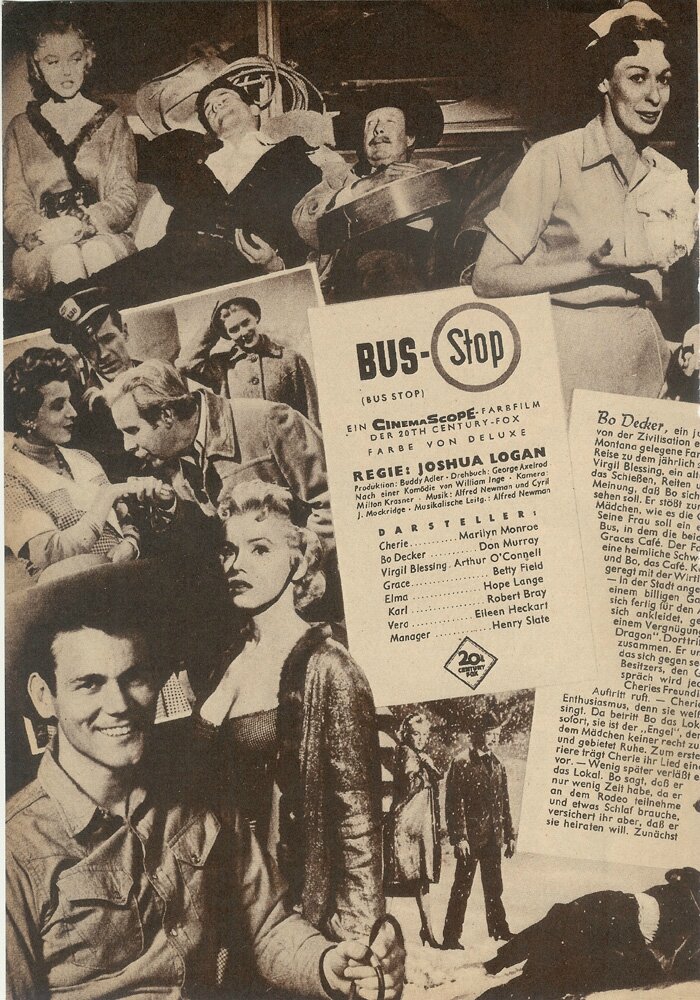 BUS-Stop
(BUS STOP)
EIN CINEMASCOPE-FARBFILM
DER 20TH CENTURY-FOX
FARBE VON DELUXE
REGIE: JOSHUA LOGAN
Produktion: Buddy Adler · Drehbuch: George Axelrod
Nach einer Komödie von William Inge · Kamera:
Milton Krasner · Musik: Alfred Newman und Cyril
J. Mockridge · Musikalische Leitg.: Alfred Newman
DARSTELLER:
Cherie.............Marilyn Monroe
Bo Decker...........Don Murray
Virgil Blessing Arthur O'Connell
Grace................Betty Field
Elma................Hope Lange
Karl................Robert Bray
Vera.............Eileen Heckart
Manager............Henry Slate
20th
CENTURY
FOX
Bo Decker, ein ju
von der Zivilisation e
Montana gelegene Far
Reise zu dem jährlich s
Virgil Blessing, ein al
das Schießen, Reiten u
Meinung, daß Bo sich
sehen soll. Er stößt zur
Mädchen, wie es die C
Seine Frau soll ein
Bus, in dem die beid
Graces Café. Der Fa
eine heimliche Schw
und Bo, das Café. K
geregt mit der Wirt
— In der Stadt ange
einem billigen Ga
sich fertig für den
sich ankleidet, ge
einem Vergnügun
Dragon". Dort tri
zusammen. Er un
das sich gegen se
Besitzers, den G
spräch wird jed
Cheries Freund
Auftritt ruft. — Cherie
Enthusiasmus, denn sie weiß
singt. Da betritt Bo das Lok
sofort, sie ist der „Engel", der
dem Mädchen keiner recht zu
und gebietet Ruhe. Zum erste
riere trägt Cherie ihr Lied eine
vor. — Wenig später verläßt e
das Lokal. Bo sagt, daß er
nur wenig Zeit habe, da er
an dem Rodeo teilnehme
und etwas Schlaf brauche,
versichert ihr aber, daß er
sie heiraten will. Zunächst